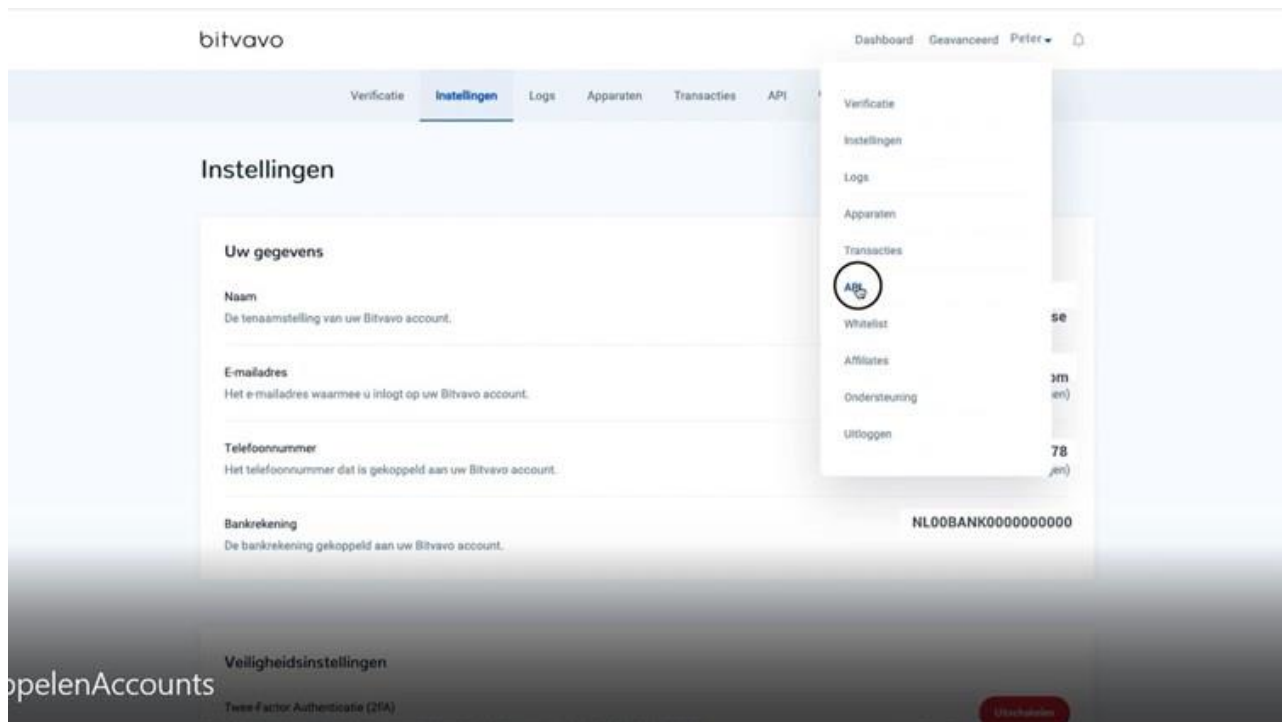 bitvavo
Dashboard Geavanceerd Peter
Verificatie Instellingen Logs Apparaten Transacties API
Verificatie
Instellingen
Logs
Apparaten
Transacties
API
Whitelist
Affiliates
Ondersteuning
Uitloggen
Instellingen
Uw gegevens
Naam
De tenaamstelling van uw Bitvavo account.
se
E-mailadres
om
Het e-mailadres waarmee u inlogt op uw Bitvavo account.
en)
Telefoonnummer
78
Het telefoonnummer dat is gekoppeld aan uw Bitvavo account.
en)
Bankrekening
NL00BANK0000000000
De bankrekening gekoppeld aan uw Bitvavo account.
Veiligheidsinstellingen
ppelenAccounts
Twee-Factor Authenticatie (2FA)
Uitschakelen